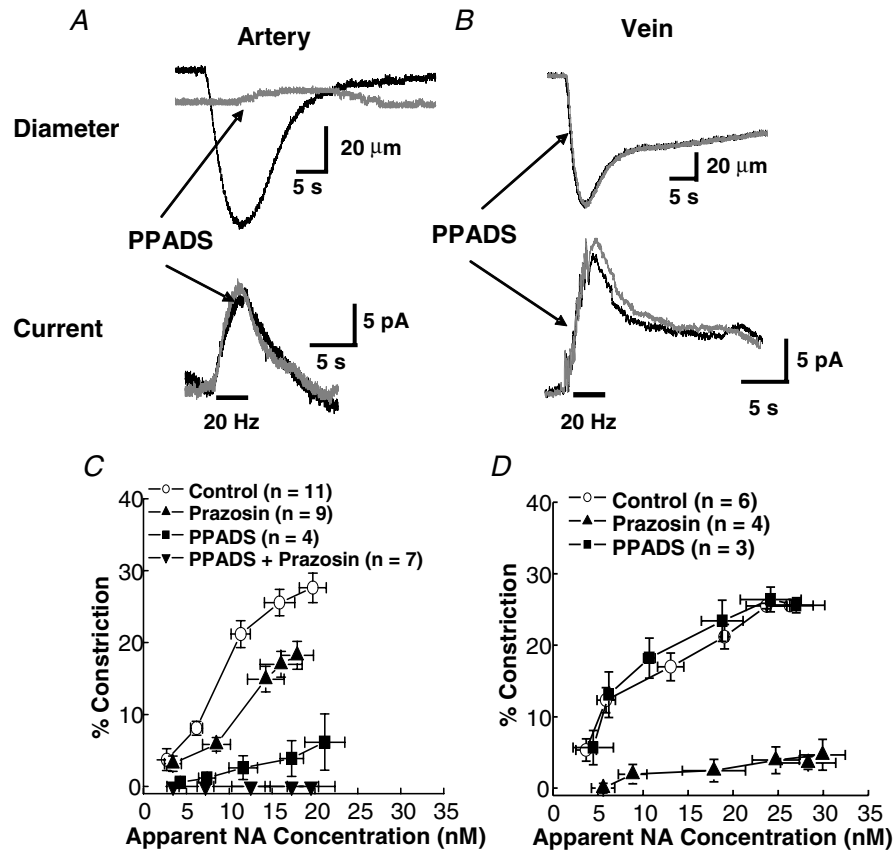 A
Artery
B
Vein
Diameter
20 μm
5 s
20 μm
5 s
PPADS
PPADS
Current
5 pA
5 s
5 pA
5 s
20 Hz
20 Hz
C
Control (n = 11)
Prazosin (n = 9)
PPADS (n = 4)
PPADS + Prazosin (n = 7)
% Constriction
40
30
20
10
0
0 5 10 15 20 25 30 35
Apparent NA Concentration (nM)
D
Control (n = 6)
Prazosin (n = 4)
PPADS (n = 3)
% Constriction
40
30
20
10
0
0 5 10 15 20 25 30 35
Apparent NA Concentration (nM)